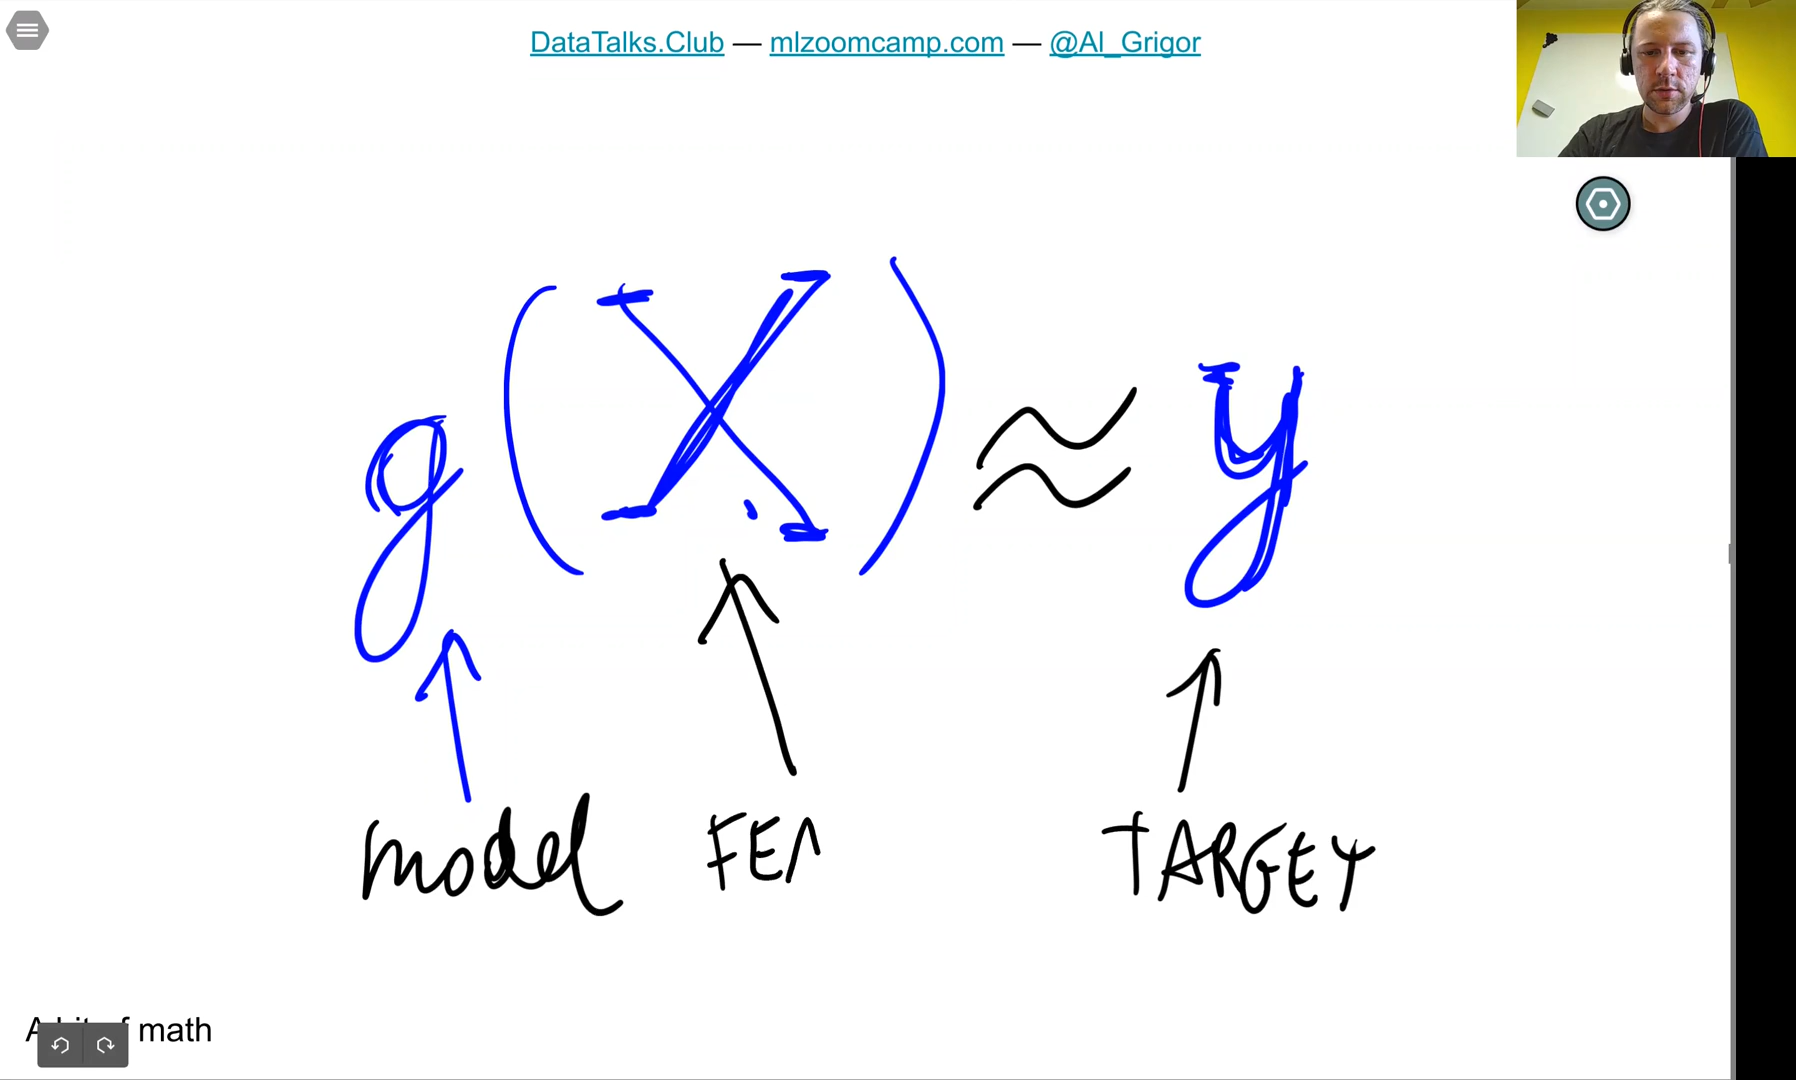 DataTalks.Club — mlzoomcamp.com — @Al_Grigor
g(X) ≈ y
model FEA TARGET
math